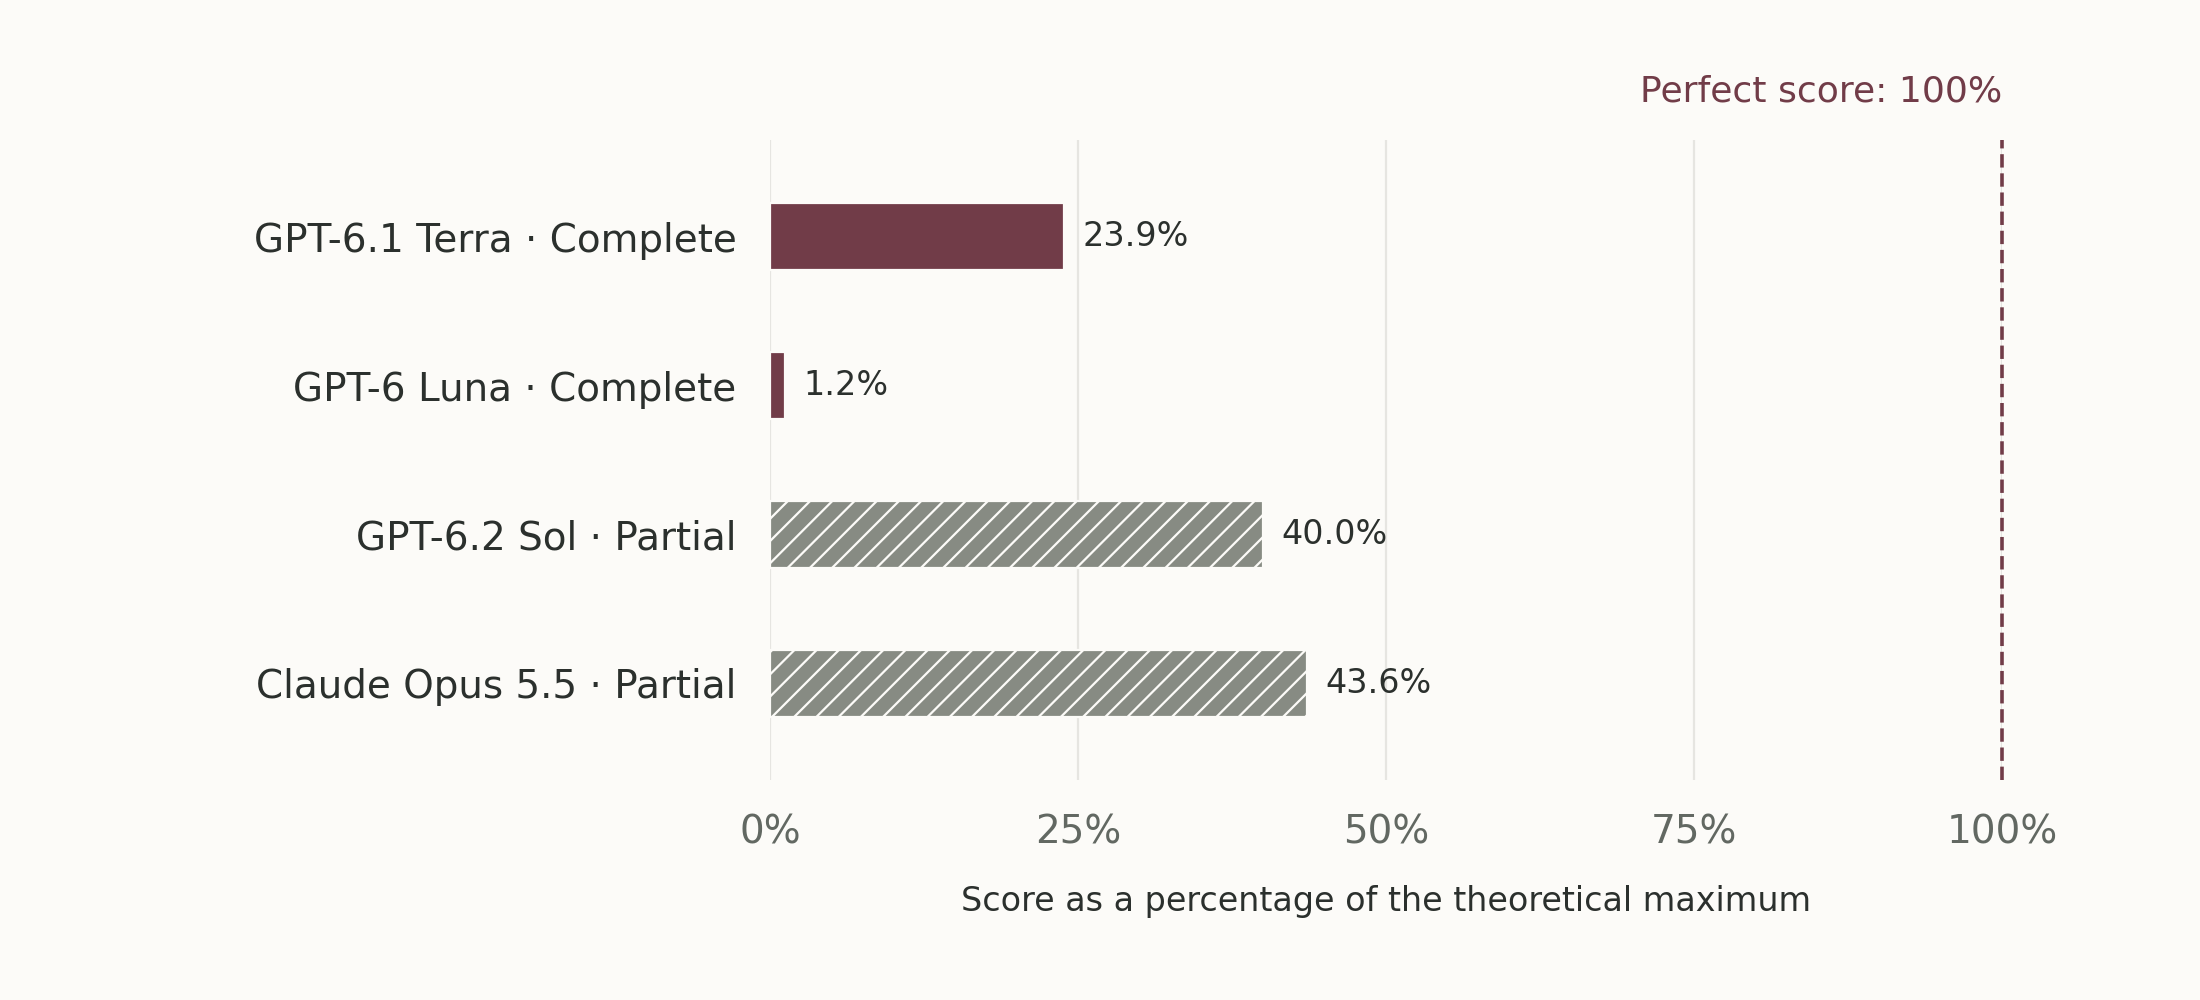 Perfect score: 100%
GPT-6.1 Terra · Complete
23.9%
GPT-6 Luna · Complete
1.2%
GPT-6.2 Sol · Partial
40.0%
Claude Opus 5.5 · Partial
43.6%
0%
25%
50%
75%
100%
Score as a percentage of the theoretical maximum